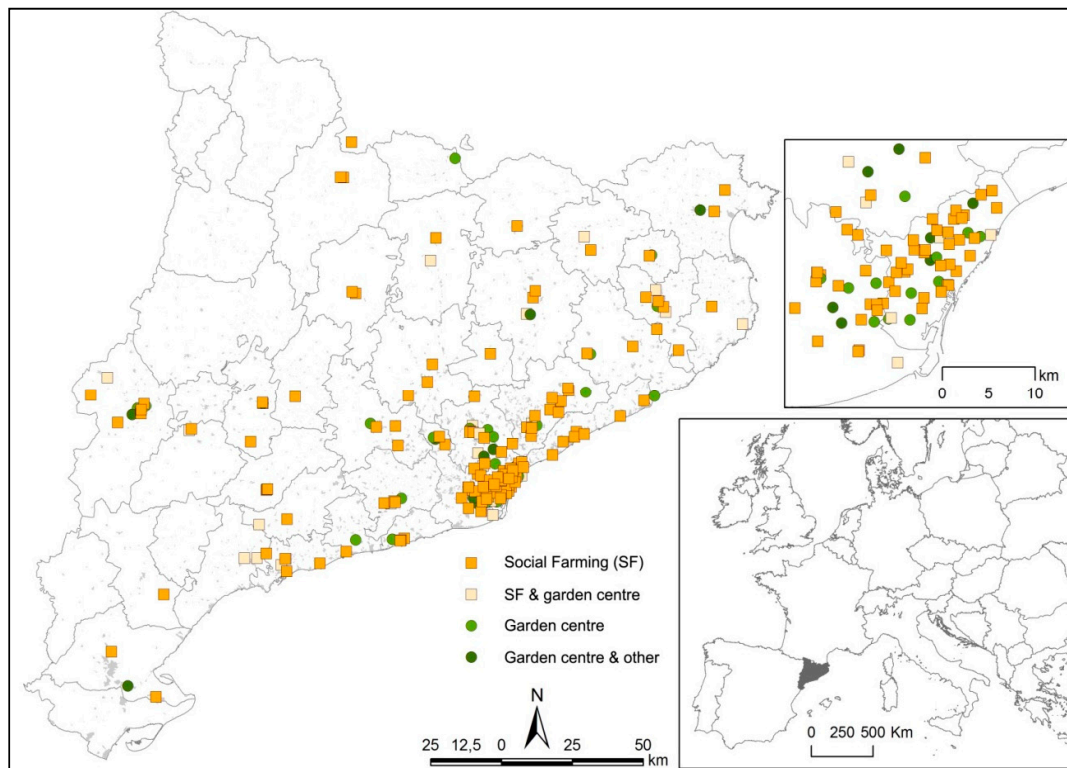 0 5 10
km
Social Farming (SF)
SF & garden centre
Garden centre
Garden centre & other
N
25 12,5 0 25 50
km
0 250 500 Km